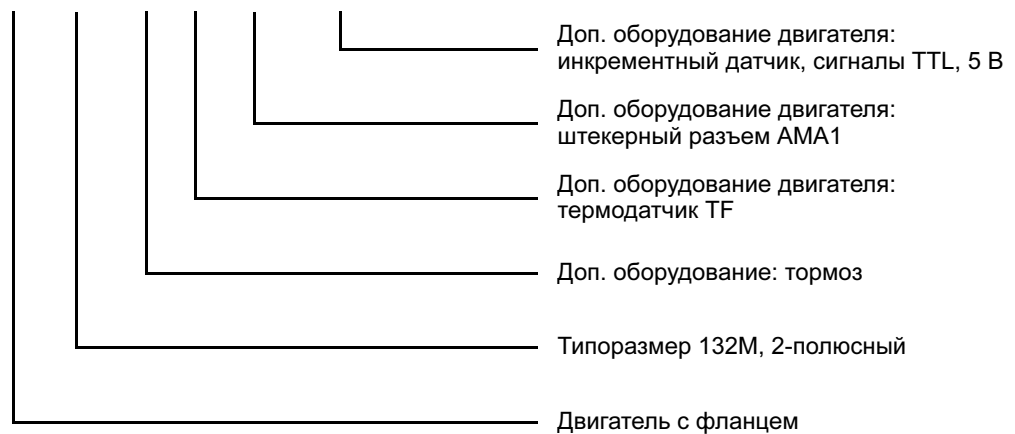 Доп. оборудование двигателя:
инкрементный датчик, сигналы TTL, 5 В
Доп. оборудование двигателя:
штекерный разъем AMA1
Доп. оборудование двигателя:
термодатчик TF
Доп. оборудование: тормоз
Типоразмер 132M, 2-полюсный
Двигатель с фланцем